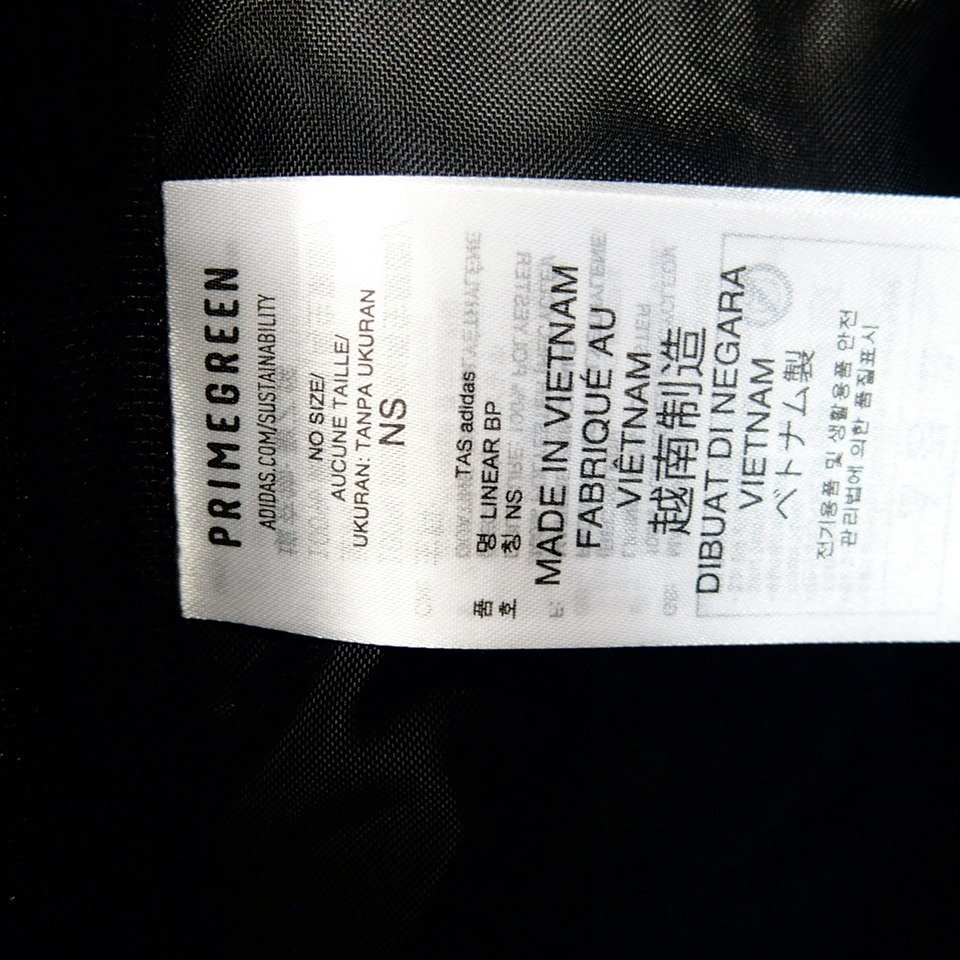 PRIMEGREEN
ADIDAS.COM/SUSTAINABILITY
NO SIZE/
AUCUNE TAILLE/
UKURAN: TANPA UKURAN
NS
TAS adidas
품 명 LINEAR BP
호 칭 NS
MADE IN VIETNAM
FABRIQUÉ AU
VIÊTNAM
越南制造
DIBUAT DI NEGARA
VIETNAM
ベトナム製
전기용품 및 생활용품 안전
관리법에 의한 품질표시